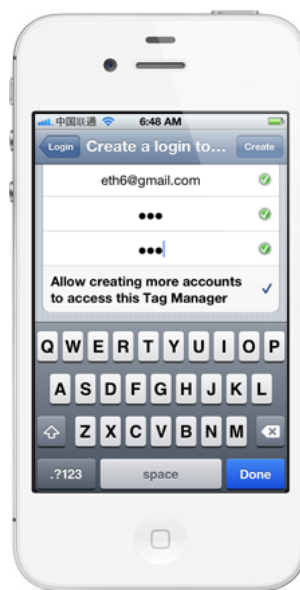 中国联通 6:48 AM
Login Create a login to... Create
eth6@gmail.com
•••
•••
Allow creating more accounts
to access this Tag Manager
Q W E R T Y U I O P
A S D F G H J K L
Z X C V B N M
.?123 space Done